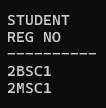 STUDENT
REG NO
----------
2BSC1
2MSC1